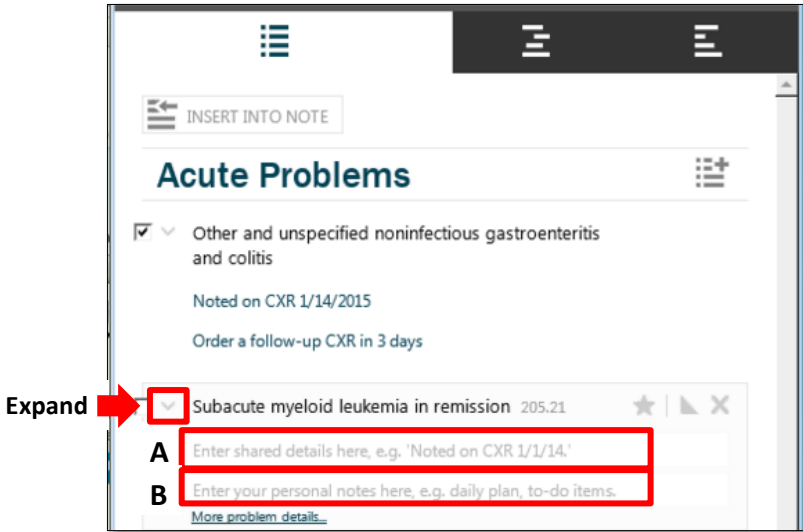 INSERT INTO NOTE
Acute Problems
Other and unspecified noninfectious gastroenteritis
and colitis
Noted on CXR 1/14/2015
Order a follow-up CXR in 3 days
Expand
Subacute myeloid leukemia in remission 205.21
A Enter shared details here, e.g. 'Noted on CXR 1/1/14.'
B Enter your personal notes here, e.g. daily plan, to-do items.
More problem details...